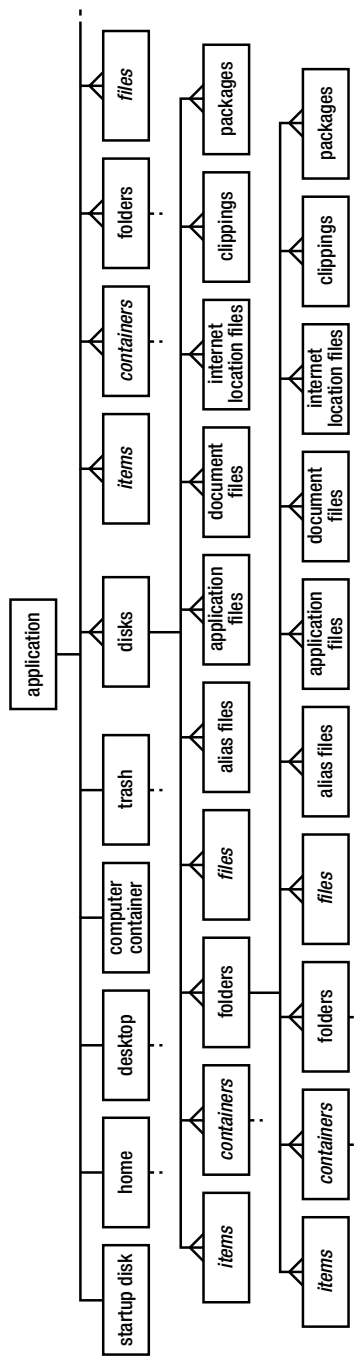 application
startup disk
home
desktop
computer
container
trash
disks
items
containers
folders
files
items
containers
folders
files
alias files
application
files
document
files
internet
location files
clippings
packages
items
containers
folders
files
alias files
application
files
document
files
internet
location files
clippings
packages